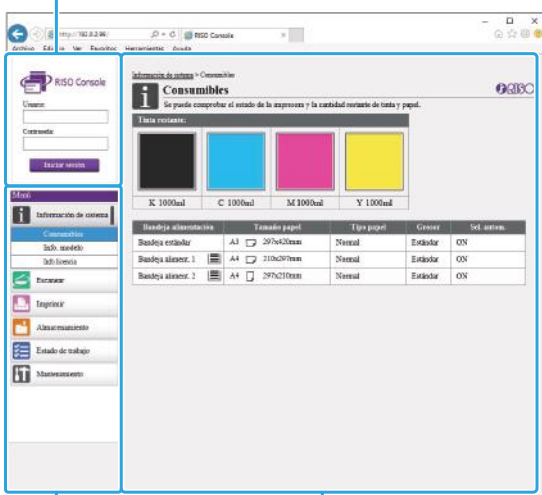 http://192.0.2.96/
RISO Console
Archivo Edición Ver Favoritos Herramientas Ayuda
RISO Console
Usuario:
Contraseña:
Iniciar sesión
Menú
Información de sistema
Consumibles
Info. modelo
Info licencia
Escanear
Imprimir
Almacenamiento
Estado de trabajo
Mantenimiento
Información de sistema > Consumibles
Consumibles
RISO
Se puede comprobar el estado de la impresora y la cantidad restante de tinta y papel.
Tinta restante:
K 1000ml C 1000ml M 1000ml Y 1000ml
Bandeja alimentación Tamaño papel Tipo papel Grosor Sel. autom.
Bandeja estándar A3 297x420mm Normal Estándar ON
Bandeja aliment. 1 A4 210x297mm Normal Estándar ON
Bandeja aliment. 2 A4 297x210mm Normal Estándar ON